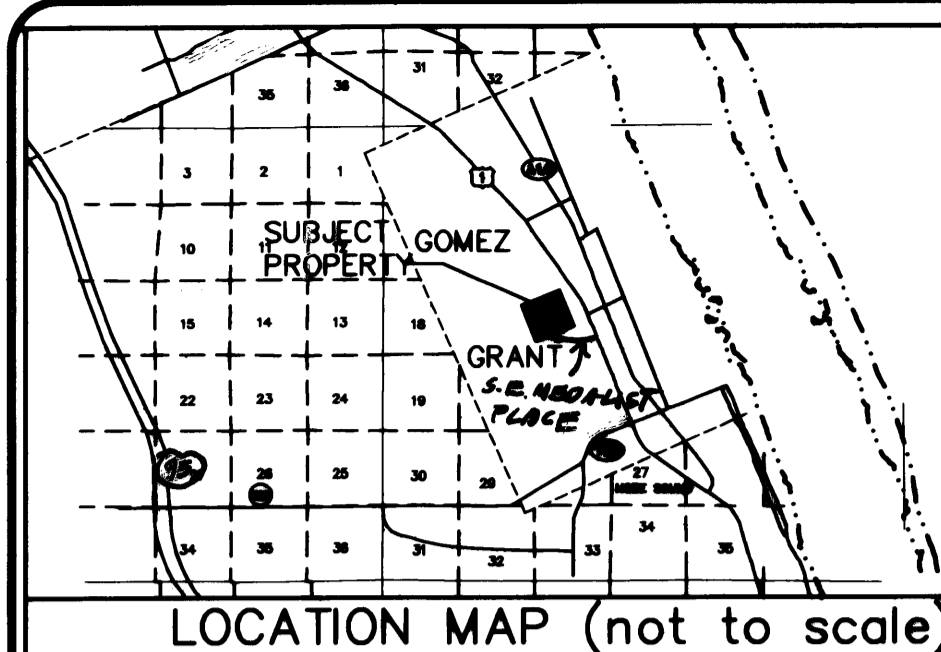 31
35 36 32
3 2 1
1
SUBJECT GOMEZ
10 11 12
PROPERTY
15 14 13 18
GRANT
S.E. MEDALIST
PLACE
22 23 24 19
95
26 25 30 29 27
34 35 36 31 32 33 34 35
LOCATION MAP (not to scale)